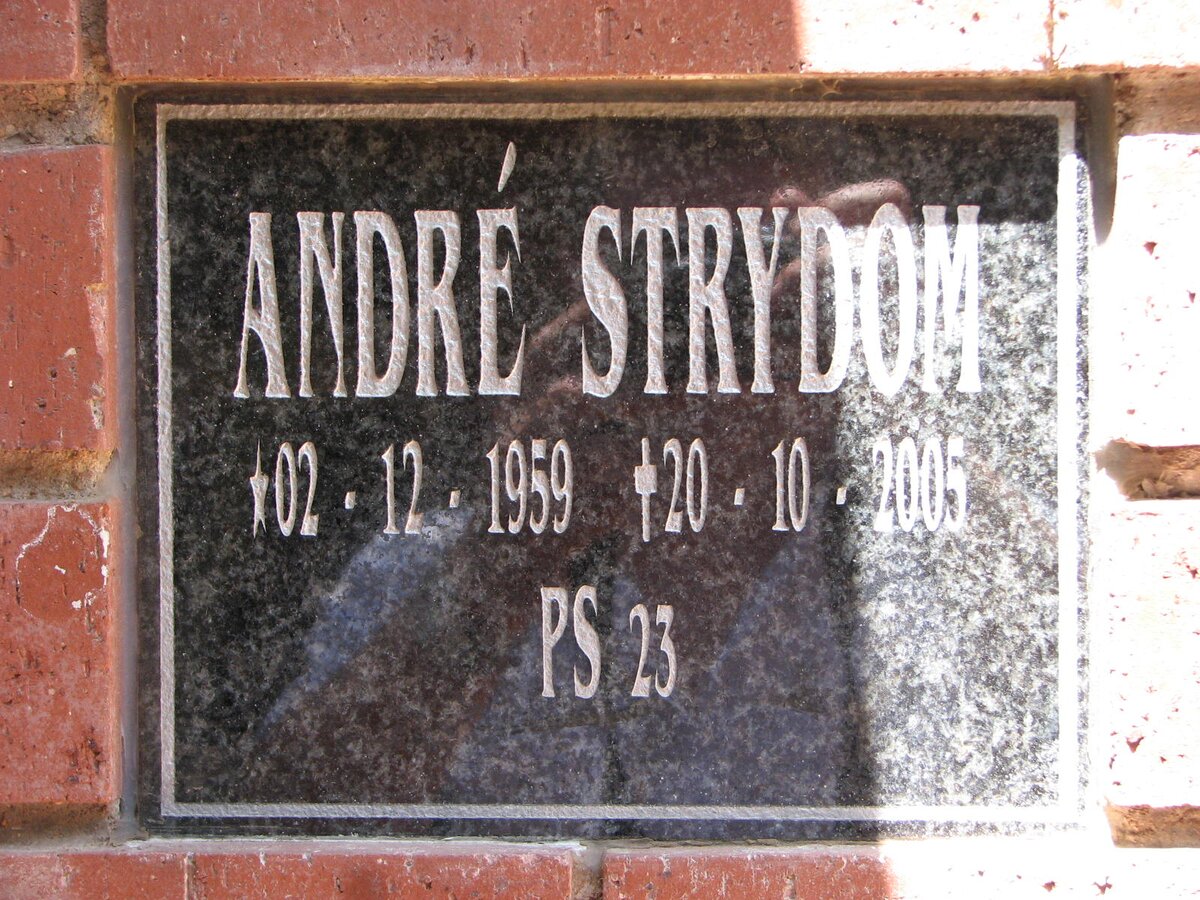 ANDRÉ STRYDOM
★02 · 12 · 1959 ✝20 · 10 · 2005
PS 23